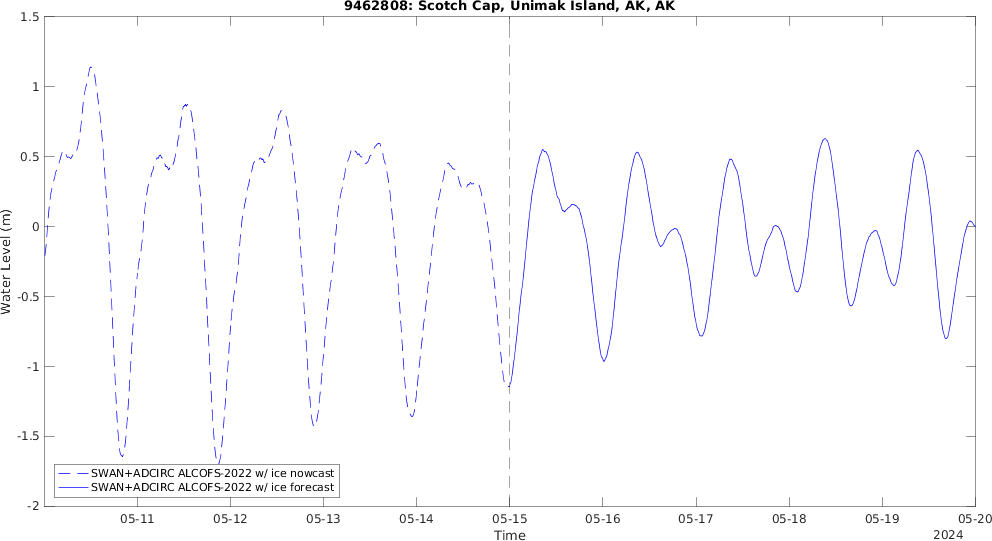 9462808: Scotch Cap, Unimak Island, AK, AK
1.5
1
0.5
0
-0.5
-1
-1.5
-2
Water Level (m)
SWAN+ADCIRC ALCOFS-2022 w/ ice nowcast
SWAN+ADCIRC ALCOFS-2022 w/ ice forecast
05-11 05-12 05-13 05-14 05-15 05-16 05-17 05-18 05-19 05-20
Time
2024